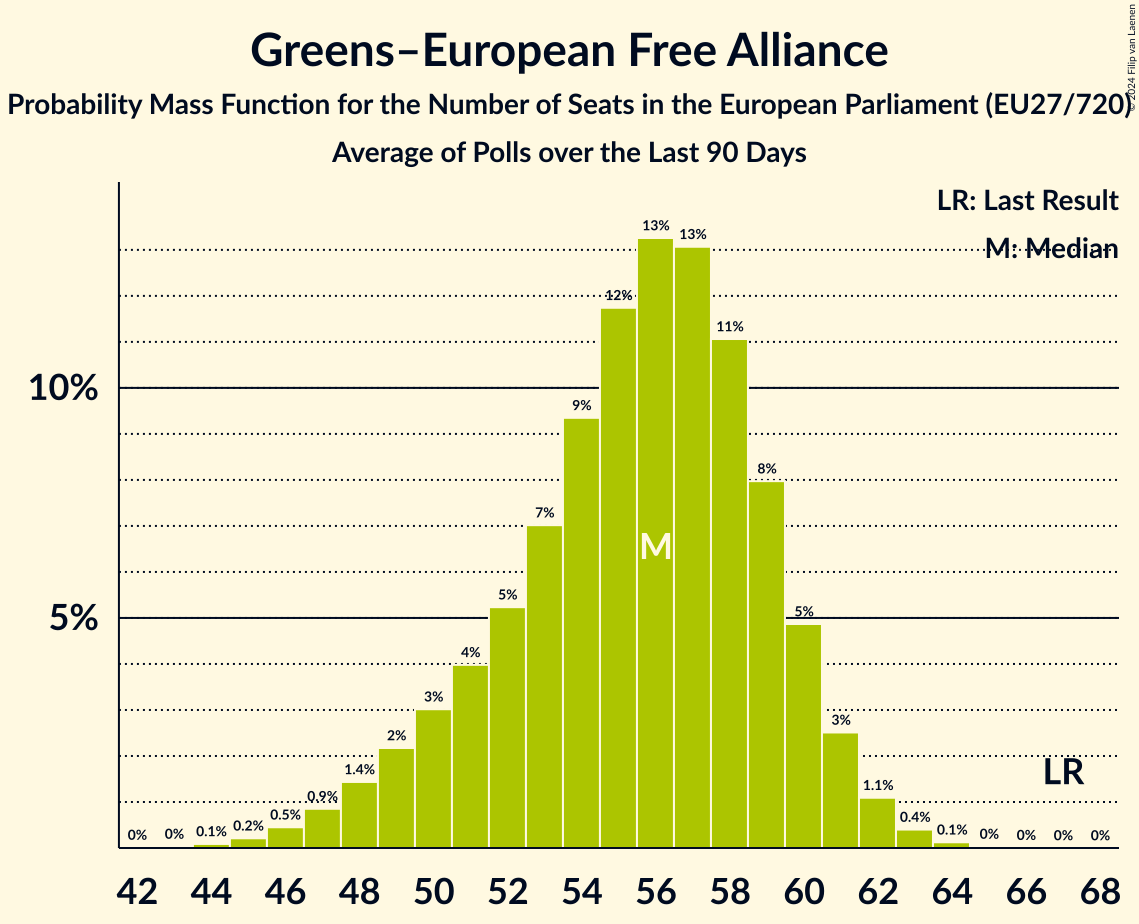 Greens–European Free Alliance
Probability Mass Function for the Number of Seats in the European Parliament (EU27/720)
Average of Polls over the Last 90 Days
© 2024 Filip van Laenen
LR: Last Result
M: Median
10%
5%
0% 0% 0.1% 0.2% 0.5% 0.9% 1.4% 2% 3% 4% 5% 7% 9% 12% 13% 13% 11% 8% 5% 3% 1.1% 0.4% 0.1% 0% 0% 0% 0%
M
LR
42 44 46 48 50 52 54 56 58 60 62 64 66 68